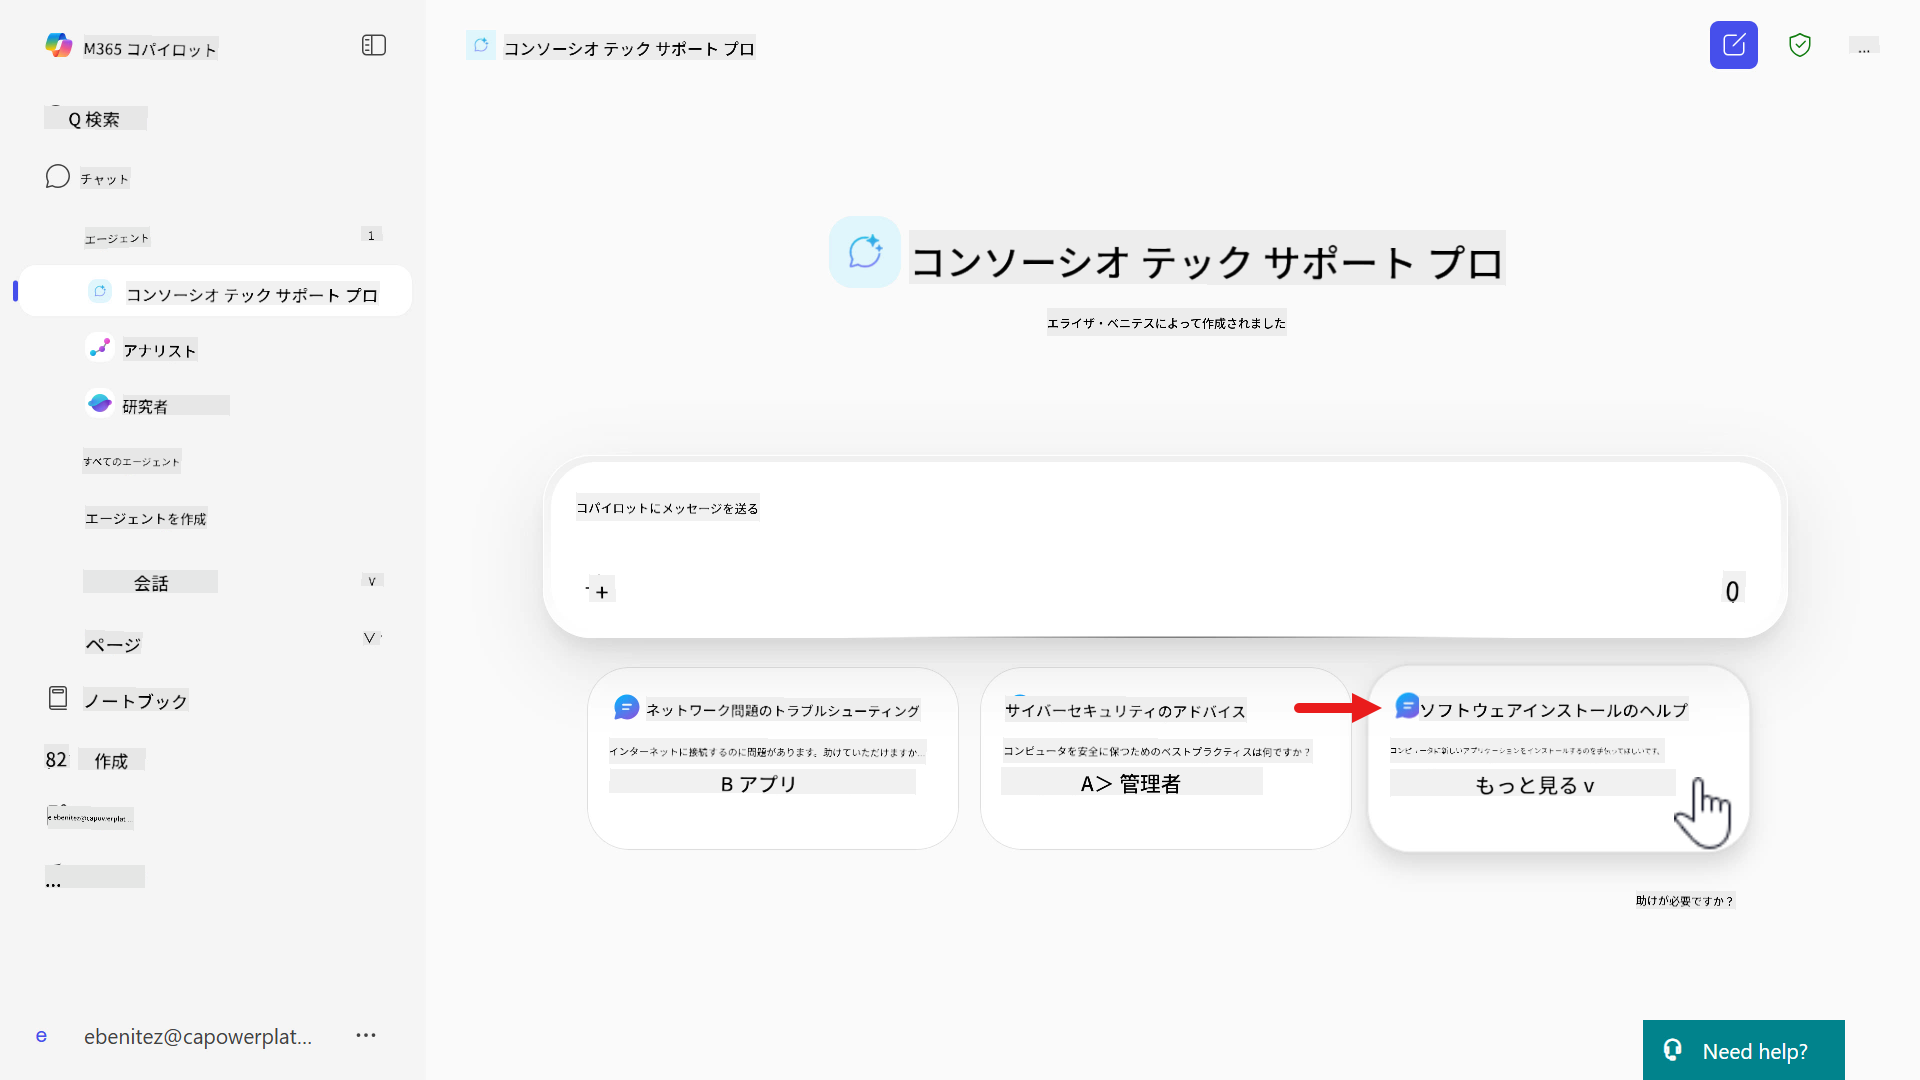 M365 コパイロット
Q 検索
チャット
エージェント
1
コンソーシオ テック サポート プロ
アナリスト
研究者
すべてのエージェント
エージェントを作成
会話
v
ページ
V
ノートブック
82 作成
e ebenitez@capowerplat...
...
e ebenitez@capowerplat... ...
コンソーシオ テック サポート プロ
...
コンソーシオ テック サポート プロ
エライザ・ベニテスによって作成されました
コパイロットにメッセージを送る
+
0
ネットワーク問題のトラブルシューティング
インターネットに接続するのに問題があります。助けていただけますか...
B アプリ
サイバーセキュリティのアドバイス
コンピュータを安全に保つためのベストプラクティスは何ですか？
A> 管理者
ソフトウェアインストールのヘルプ
コンピュータに新しいアプリケーションをインストールするのを手伝ってほしいです。
もっと見る v
助けが必要ですか？
Need help?